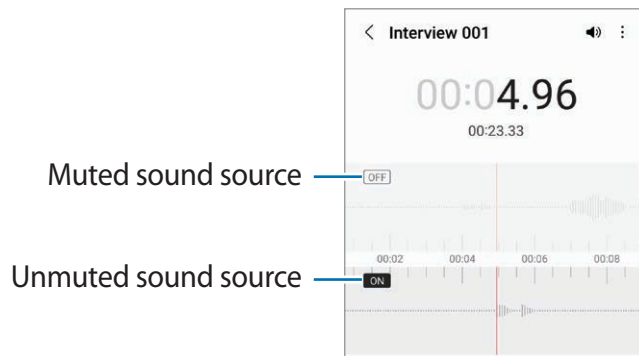 Interview 001
00:04.96
00:23.33
Muted sound source
OFF
00:02 00:04 00:06 00:08
Unmuted sound source
ON